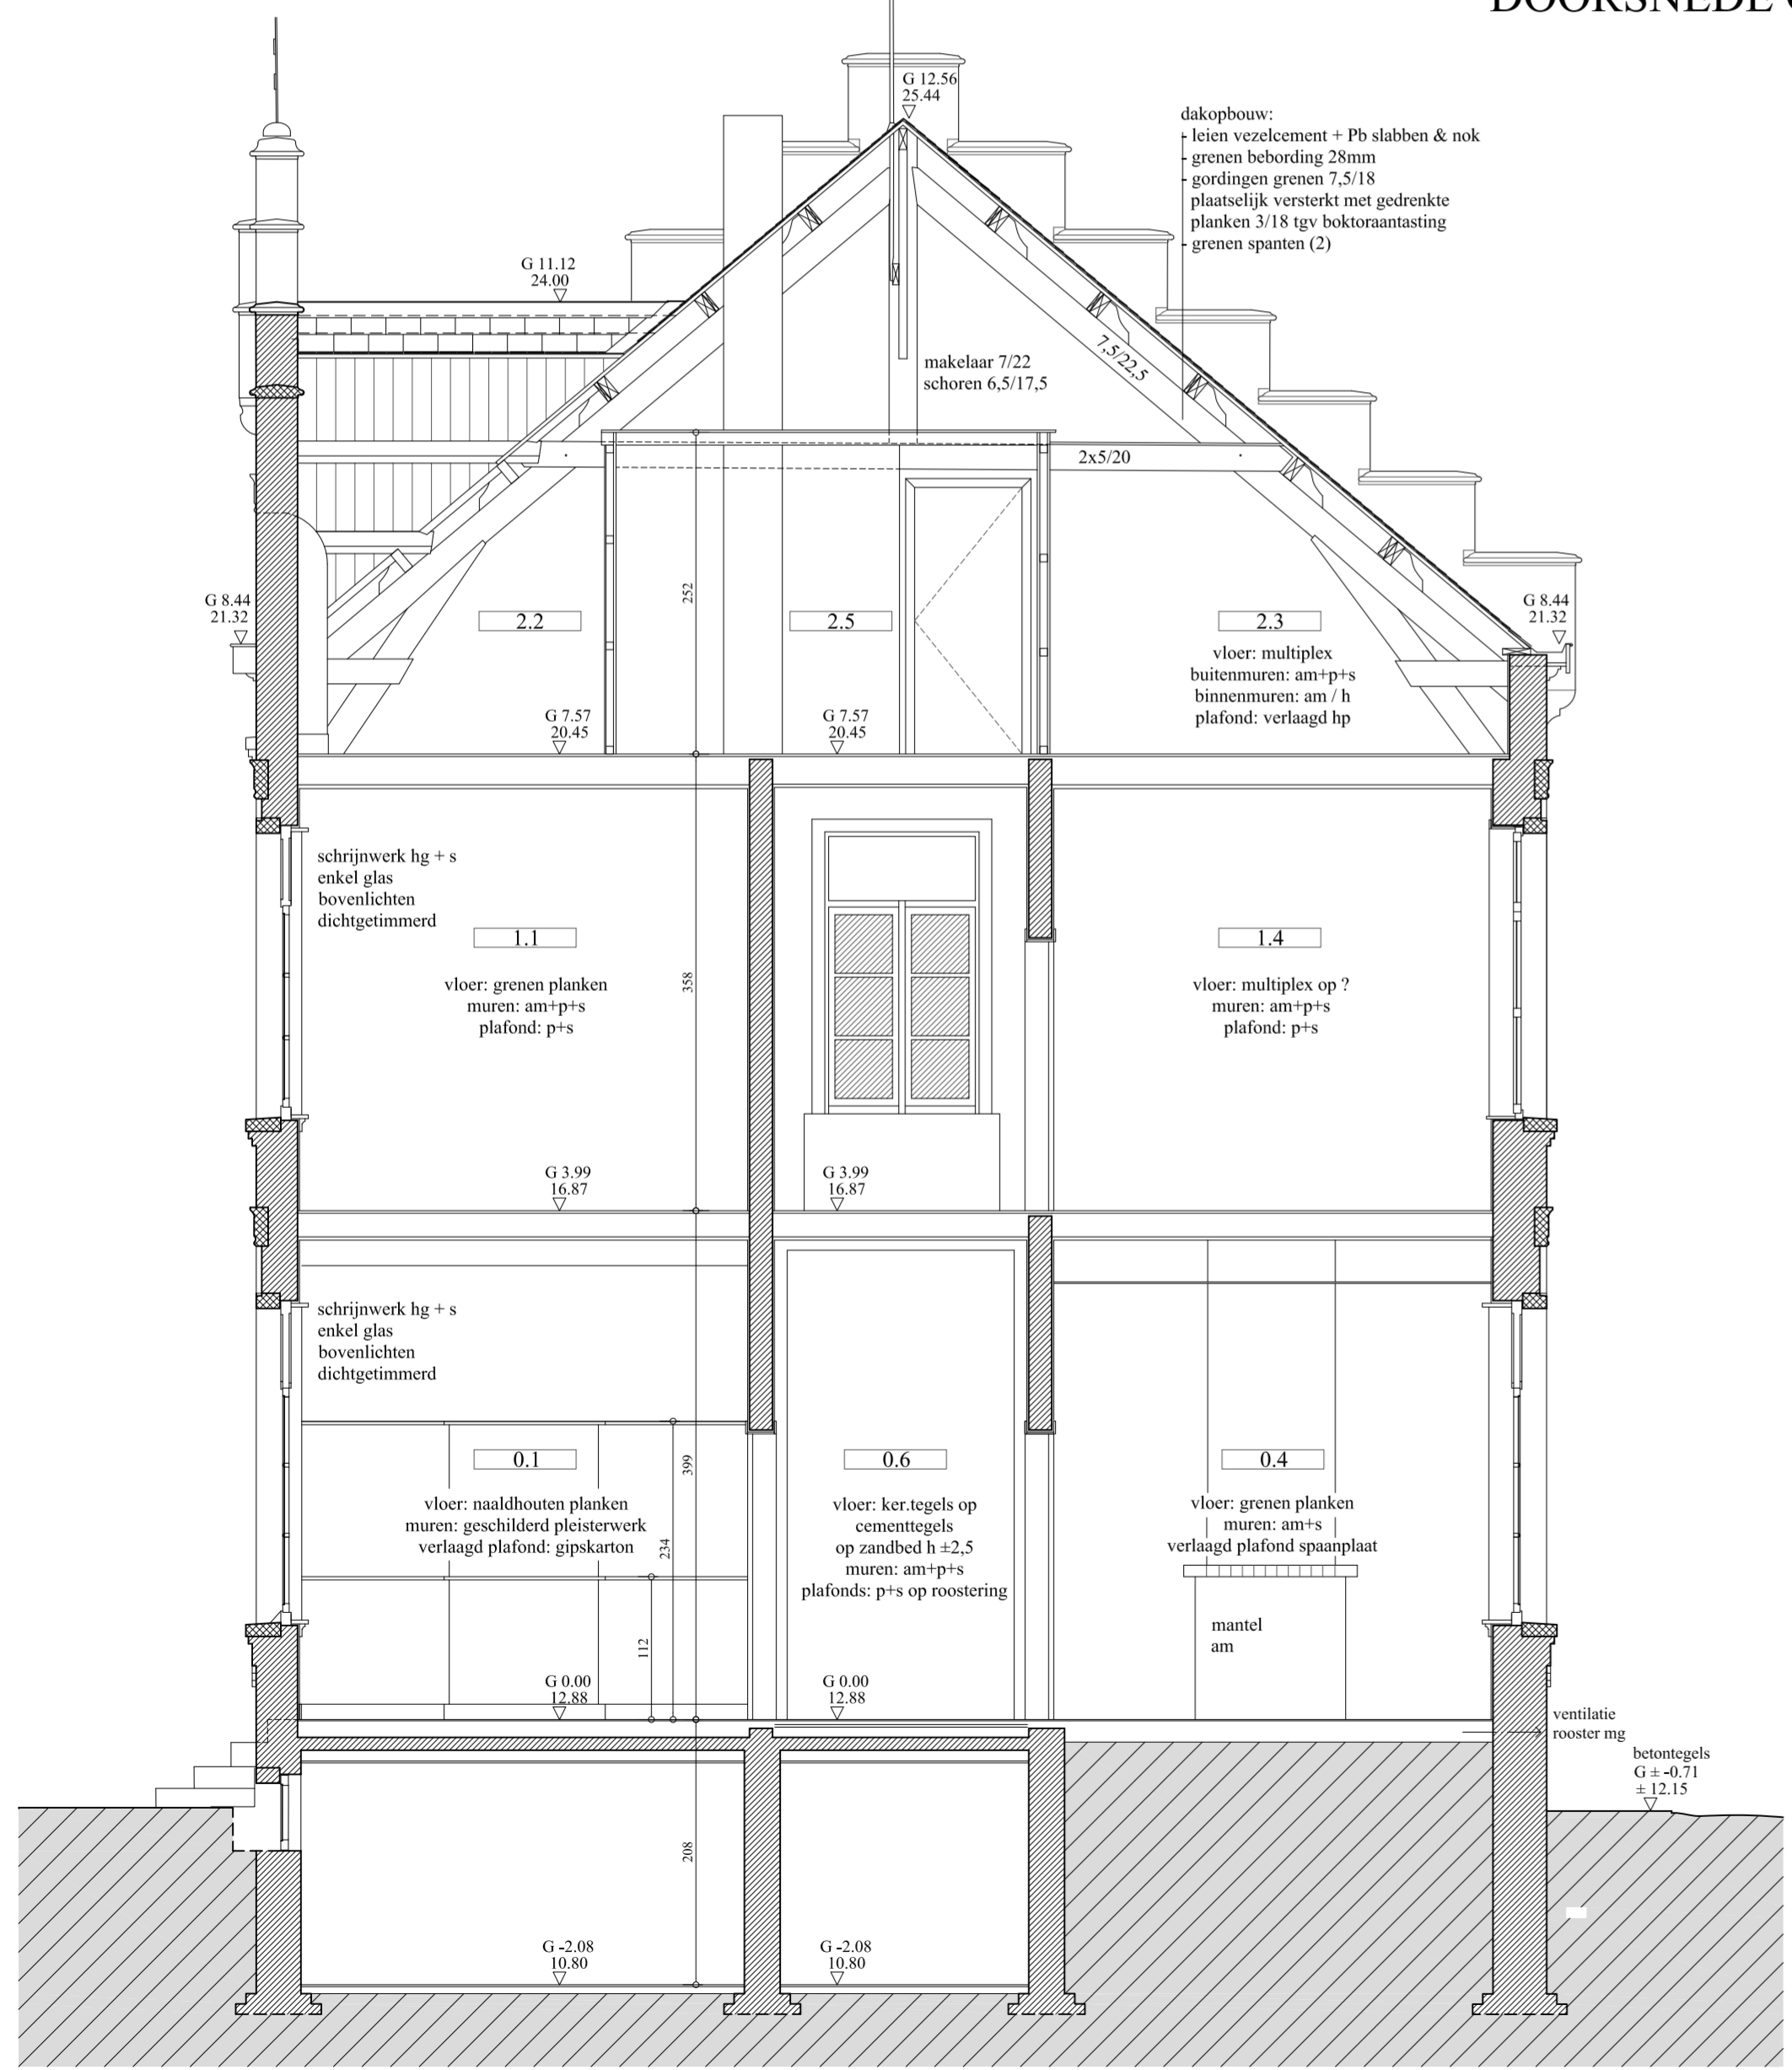 DOORSNEDE
G 12.56
25.44
dakopbouw:
- leien vezelcement + Pb slabben & nok
- grenen bebording 28mm
- gordingen grenen 7,5/18
plaatselijk versterkt met gedrenkte
planken 3/18 tgv boktoraantasting
- grenen spanten (2)
G 11.12
24.00
makelaar 7/22
schoren 6,5/17,5
7,5/22,5
2x5/20
G 8.44
21.32
252
2.2
2.5
2.3
vloer: multiplex
buitenmuren: am+p+s
binnenmuren: am / h
plafond: verlaagd hp
G 8.44
21.32
G 7.57
20.45
G 7.57
20.45
schrijnwerk hg + s
enkel glas
bovenlichten
dichtgetimmerd
1.1
vloer: grenen planken
muren: am+p+s
plafond: p+s
358
1.4
vloer: multiplex op ?
muren: am+p+s
plafond: p+s
G 3.99
16.87
G 3.99
16.87
schrijnwerk hg + s
enkel glas
bovenlichten
dichtgetimmerd
0.1
vloer: naaldhouten planken
muren: geschilderd pleisterwerk
verlaagd plafond: gipskarton
399
234
112
0.6
vloer: ker.tegels op
cementtegels
op zandbed h ±2,5
muren: am+p+s
plafonds: p+s op roostering
0.4
vloer: grenen planken
muren: am+s
verlaagd plafond spaanplaat
mantel
am
G 0.00
12.88
G 0.00
12.88
ventilatie
rooster mg
betontegels
G ± -0.71
± 12.15
208
G -2.08
10.80
G -2.08
10.80